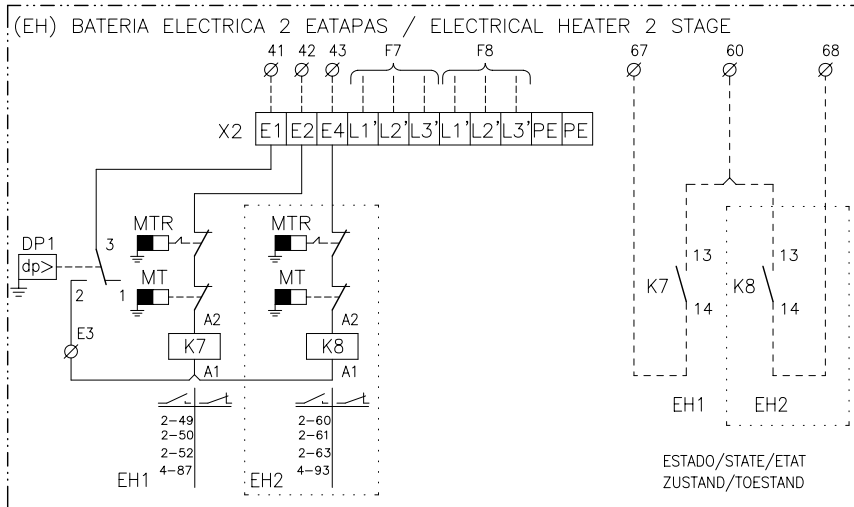 (EH) BATERIA ELECTRICA 2 EATAPAS / ELECTRICAL HEATER 2 STAGE
41 42 43 F7 F8 67 60 68
X2 E1 E2 E4 L1' L2' L3' L1' L2' L3' PE PE
MTR MTR
DP1 3
dp> 13 13
MT MT K7 K8
2 1 14 14
E3 A2 A2
K7 K8
A1 A1
EH1 EH2
2-49 2-60
2-50 2-61
2-52 2-63
4-87 4-93
EH1 EH2
ESTADO/STATE/ETAT
ZUSTAND/TOESTAND